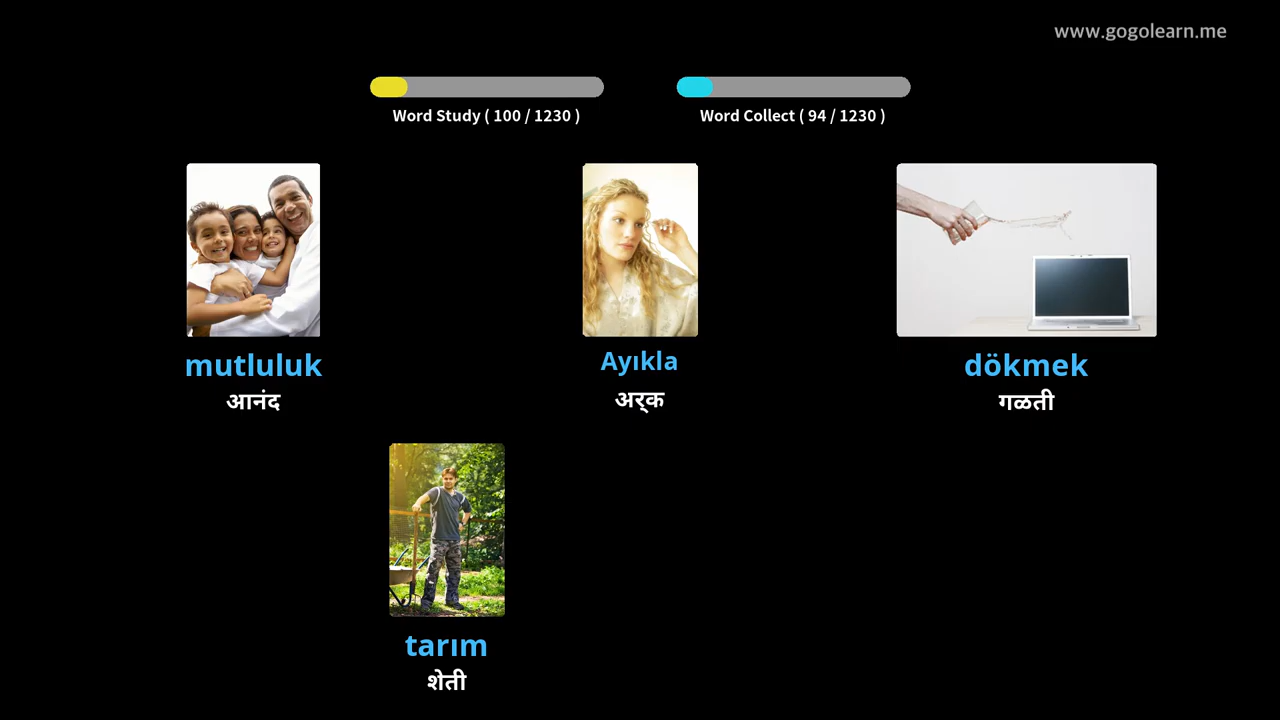 www.gogolearn.me
Word Study ( 100 / 1230 )
Word Collect ( 94 / 1230 )
mutluluk
आनंद
Ayıkla
अर्क
dökmek
गळती
tarım
शेती